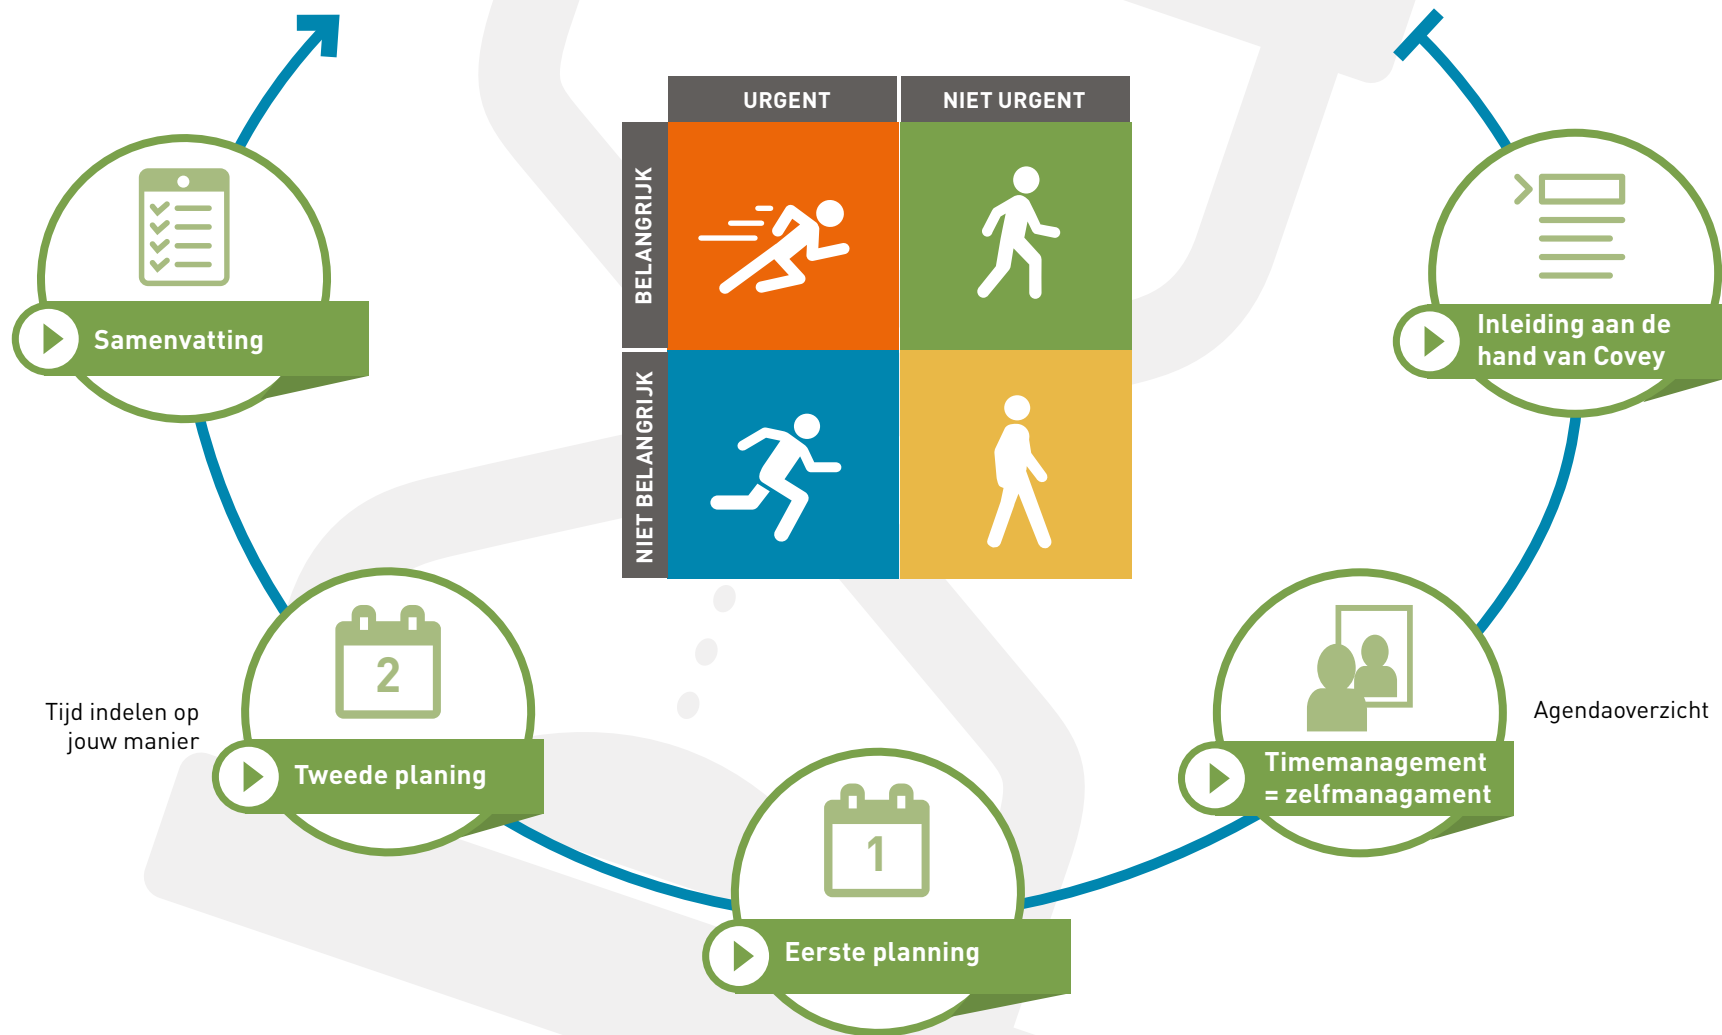 URGENT
NIET URGENT
BELANGRIJK
NIET BELANGRIJK
Inleiding aan de
hand van Covey
Timemanagement
= zelfmanagament
Agendaoverzicht
1
Eerste planning
2
Tweede planing
Tijd indelen op
jouw manier
Samenvatting